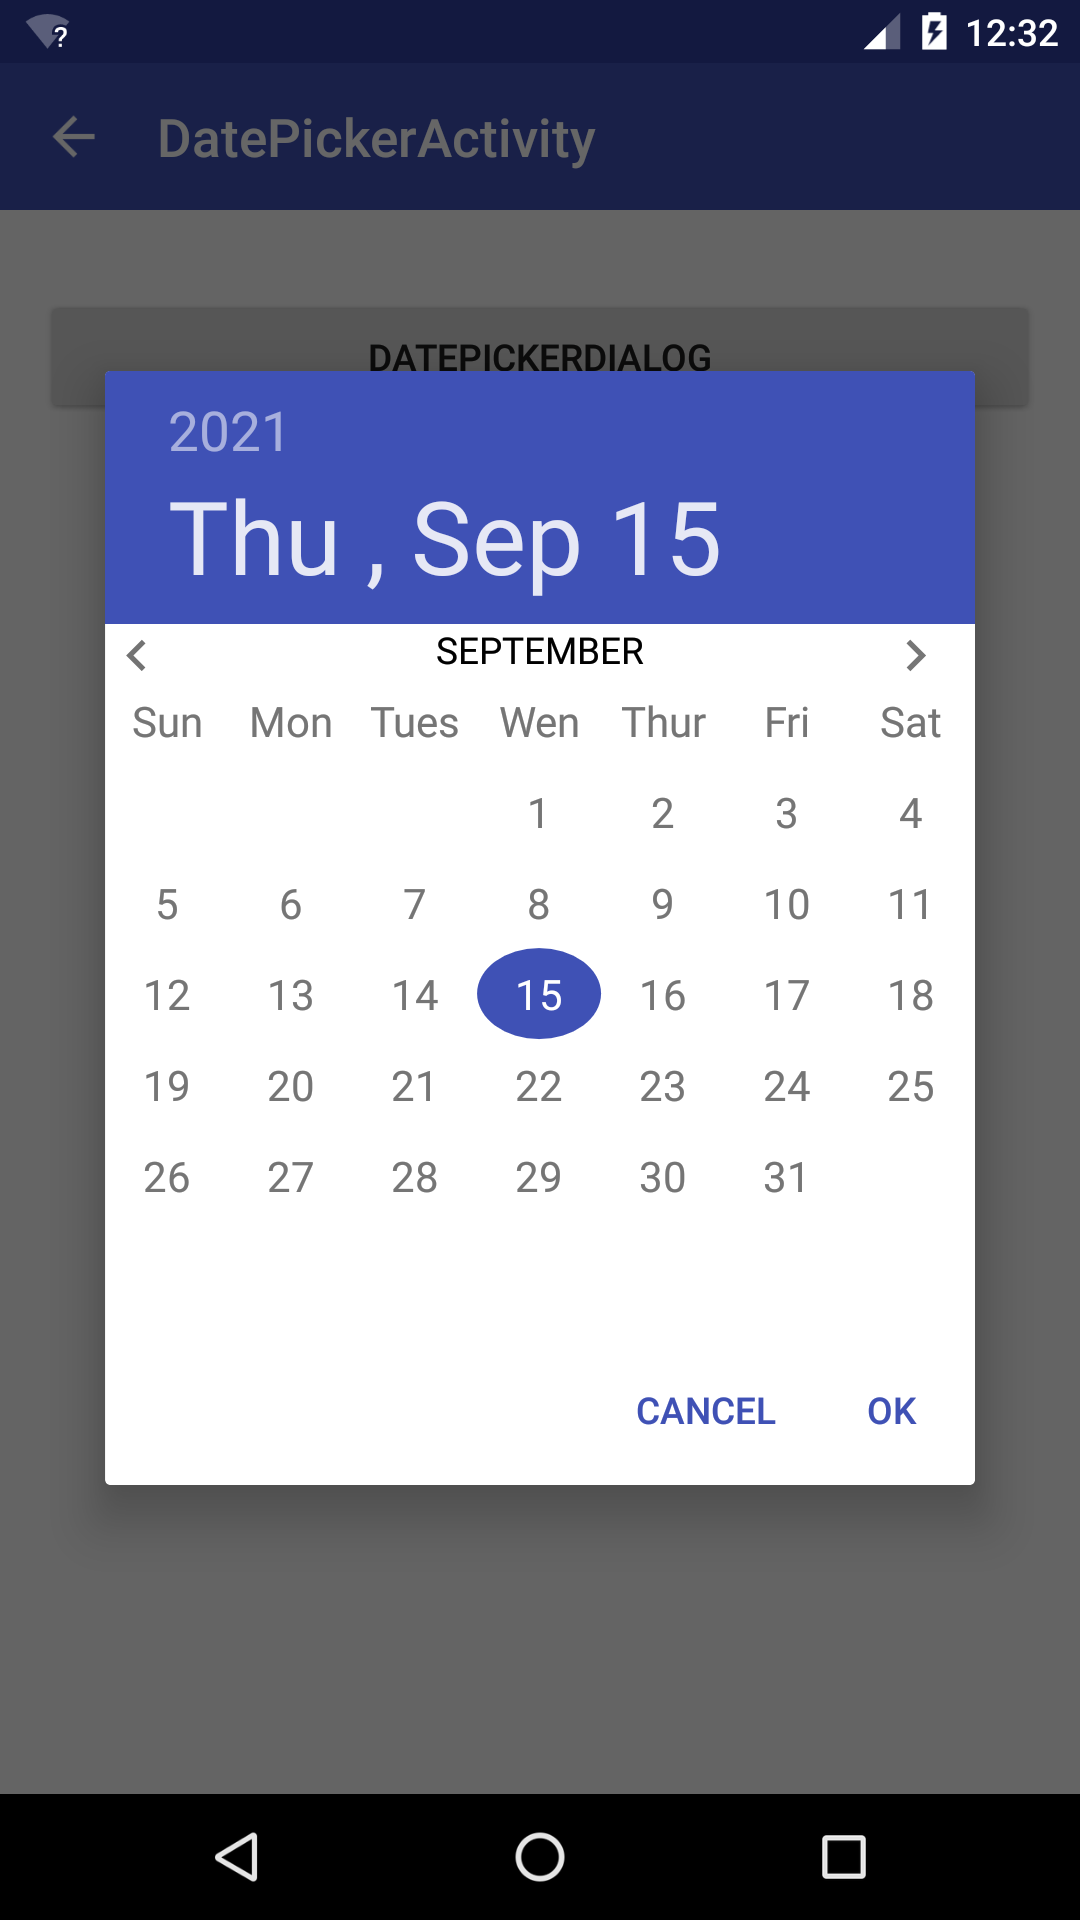 ?
12:32
DatePickerActivity
DATEPICKERDIALOG
2021
Thu , Sep 15
SEPTEMBER
Sun Mon Tues Wen Thur Fri Sat
1 2 3 4
5 6 7 8 9 10 11
12 13 14 15 16 17 18
19 20 21 22 23 24 25
26 27 28 29 30 31
CANCEL OK